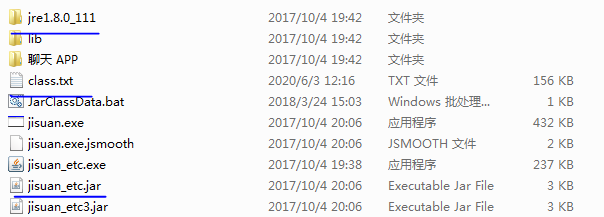 jre1.8.0_111 2017/10/4 19:42 文件夹
lib 2017/10/4 19:42 文件夹
聊天 APP 2017/10/4 19:42 文件夹
class.txt 2020/6/3 12:16 TXT 文件 156 KB
JarClassData.bat 2018/3/24 15:03 Windows 批处理... 1 KB
jisuan.exe 2017/10/4 20:06 应用程序 432 KB
jisuan.exe.jsmooth 2017/10/4 20:06 JSMOOTH 文件 2 KB
jisuan_etc.exe 2017/10/4 19:38 应用程序 237 KB
jisuan_etc.jar 2017/10/4 20:06 Executable Jar File 3 KB
jisuan_etc3.jar 2017/10/4 20:06 Executable Jar File 3 KB